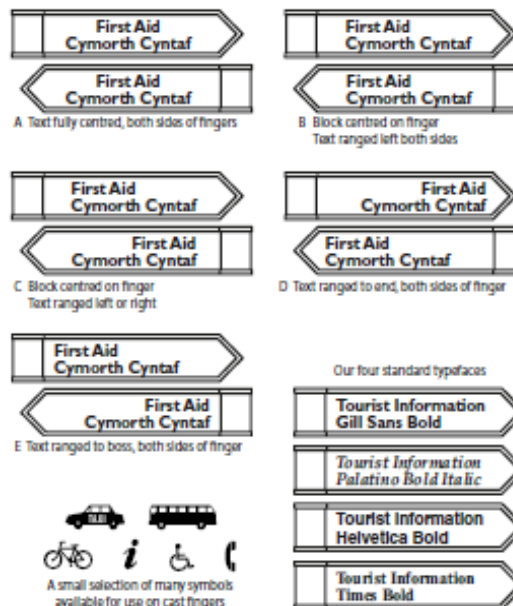 First Aid
Cymorth Cyntaf
First Aid
Cymorth Cyntaf
A Text fully centred, both sides of fingers
First Aid
Cymorth Cyntaf
First Aid
Cymorth Cyntaf
B Block centred on finger
Text ranged left both sides
First Aid
Cymorth Cyntaf
First Aid
Cymorth Cyntaf
C Block centred on finger
Text ranged left or right
First Aid
Cymorth Cyntaf
First Aid
Cymorth Cyntaf
D Text ranged to end, both sides of finger
First Aid
Cymorth Cyntaf
First Aid
Cymorth Cyntaf
E Text ranged to boss, both sides of finger
TAXI
i
A small selection of many symbols
available for use on cast fingers
Our four standard typefaces
Tourist Information
Gill Sans Bold
Tourist Information
Palatino Bold Italic
Tourist Information
Helvetica Bold
Tourist Information
Times Bold